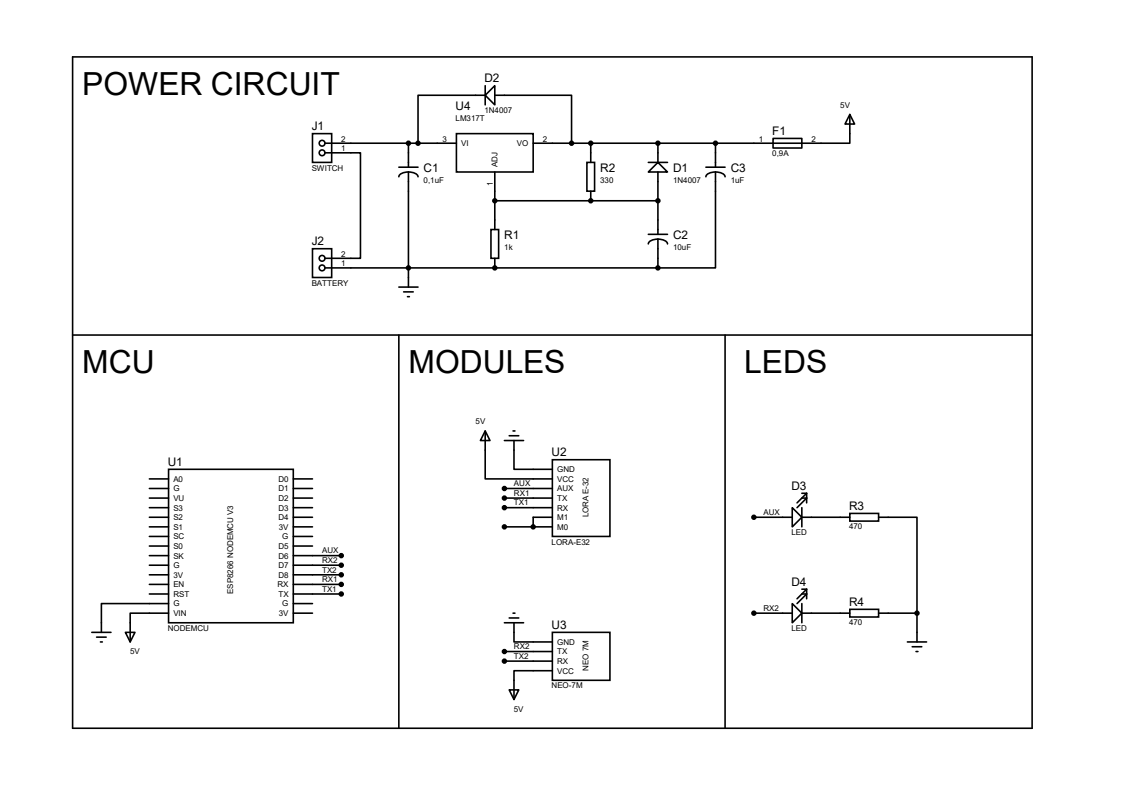 POWER CIRCUIT
D2
1N4007
U4
LM317T
5V
J1
2
1
SWITCH
3
VI
VO
2
ADJ
1
C1
0,1uF
R2
330
D1
1N4007
C3
1uF
1
F1
2
0,9A
R1
1k
C2
10uF
J2
2
1
BATTERY
MCU
U1
A0
G
VU
S3
S2
S1
SC
S0
SK
G
3V
EN
RST
G
VIN
ESP8266 NODEMCU V3
D0
D1
D2
D3
D4
3V
G
D5
D6
D7
D8
RX
TX
G
3V
AUX
RX2
TX2
RX1
TX1
NODEMCU
5V
MODULES
5V
U2
GND
VCC
AUX
TX
RX
M1
M0
AUX
RX1
TX1
LORA E-32
LORA-E32
U3
GND
TX
RX
VCC
RX2
TX2
NEO 7M
NEO-7M
5V
LEDS
D3
AUX
LED
R3
470
D4
RX2
LED
R4
470